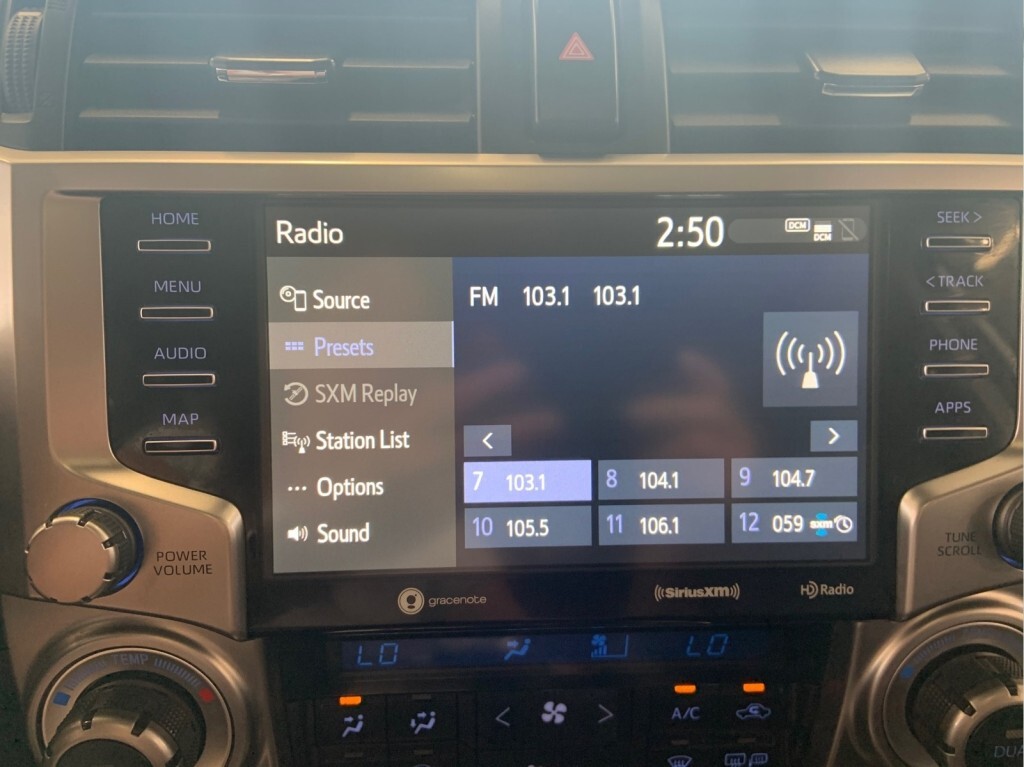 HOME
MENU
AUDIO
MAP
POWER
VOLUME
Radio
2:50
DCM
DCM
Source
Presets
SXM Replay
Station List
Options
Sound
FM 103.1 103.1
<
>
7 103.1
8 104.1
9 104.7
10 105.5
11 106.1
12 059 sxm
SEEK >
< TRACK
PHONE
APPS
TUNE
SCROLL
gracenote
((SiriusXM))
HD Radio
LO
LO
TEMP
<
>
A/C